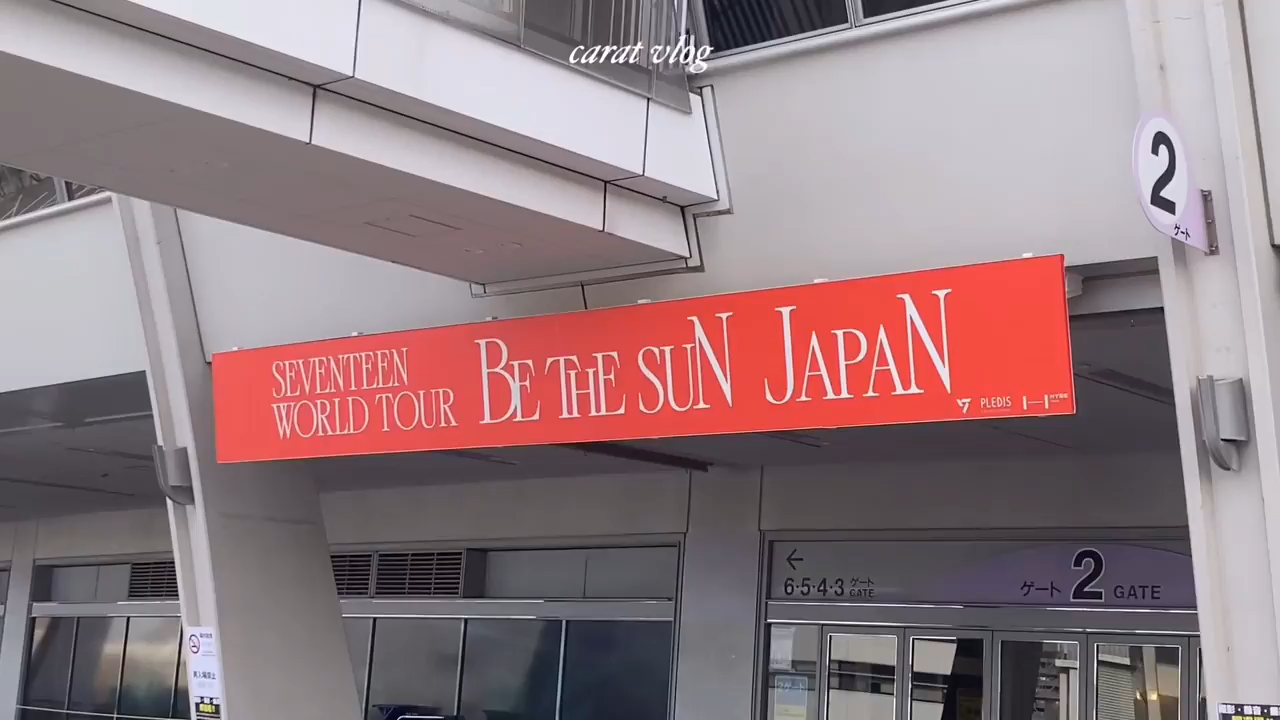 carat vlog
2
ゲート
SEVENTEEN
WORLD TOUR
BE THE SUN JAPAN
PLEDIS
HYBE
←
6・5・4・3 ゲート GATE
ゲート 2 GATE